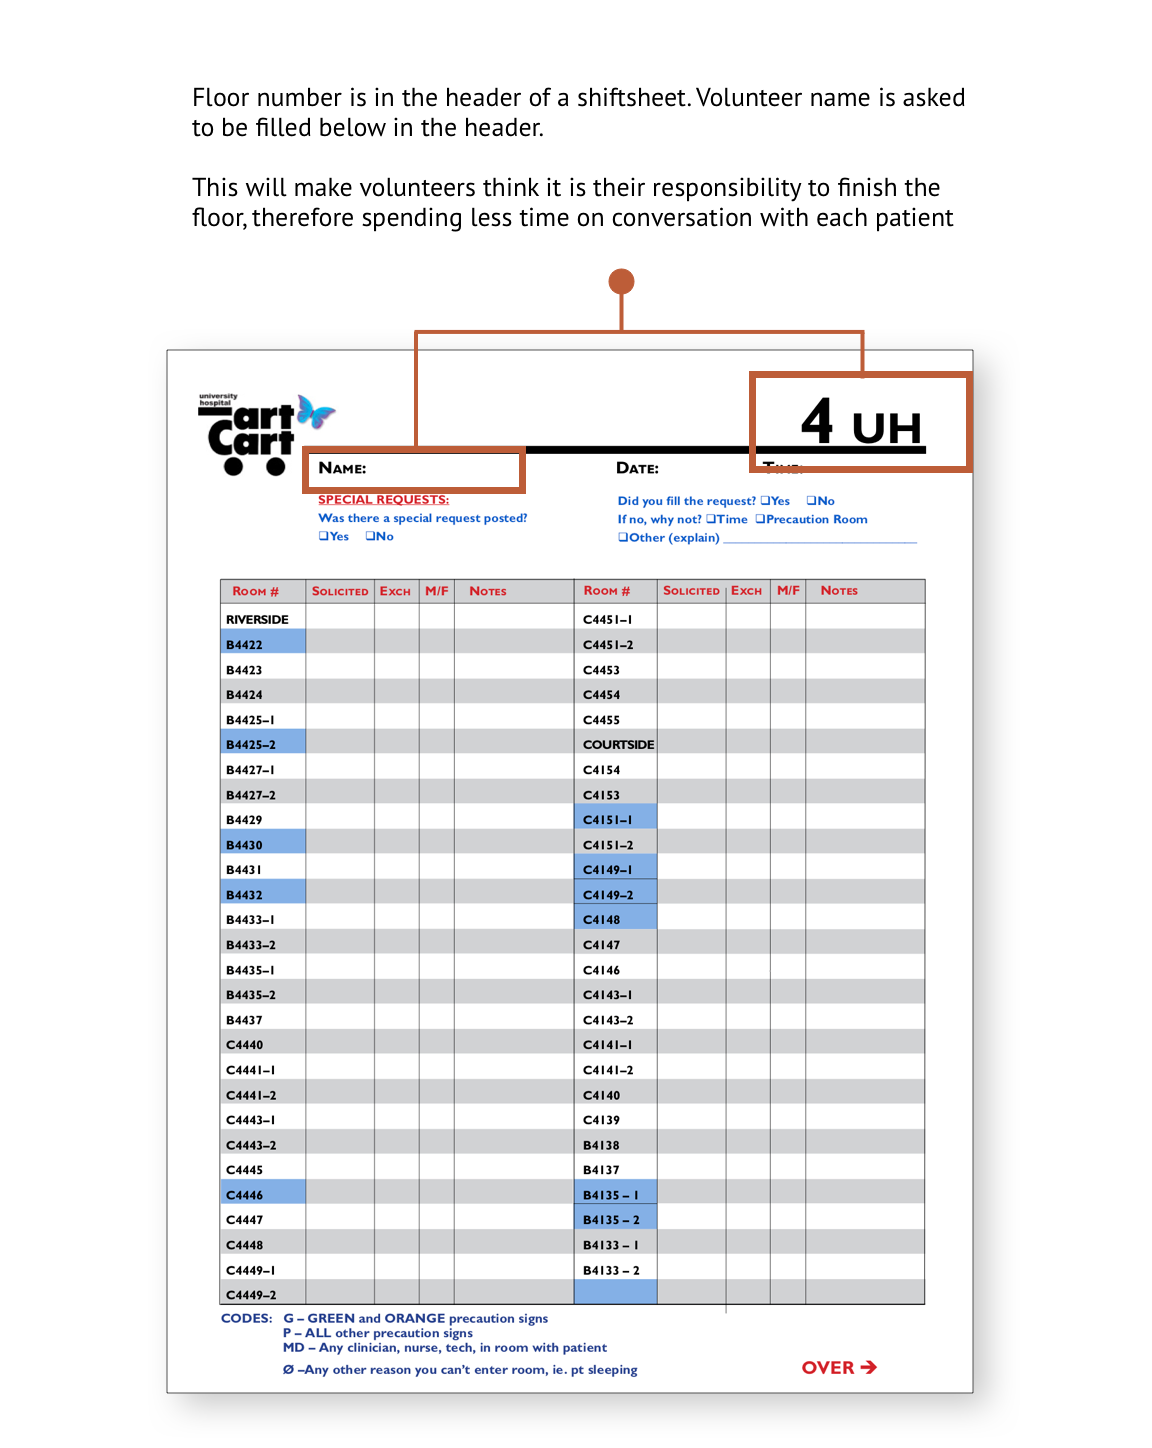 Floor number is in the header of a shiftsheet. Volunteer name is asked
to be filled below in the header.
This will make volunteers think it is their responsibility to finish the
floor, therefore spending less time on conversation with each patient
university
hospital
art
Cart
4 UH
NAME:
DATE:
TIME:
SPECIAL REQUESTS:
Was there a special request posted?
❑Yes ❑No
Did you fill the request? ❑Yes ❑No
If no, why not? ❑Time ❑Precaution Room
❑Other (explain) ____________________________
ROOM # SOLICITED EXCH M/F NOTES ROOM # SOLICITED EXCH M/F NOTES
RIVERSIDE C4451–1
B4422 C4451–2
B4423 C4453
B4424 C4454
B4425–1 C4455
B4425–2 COURTSIDE
B4427–1 C4154
B4427–2 C4153
B4429 C4151–1
B4430 C4151–2
B4431 C4149–1
B4432 C4149–2
B4433–1 C4148
B4433–2 C4147
B4435–1 C4146
B4435–2 C4143–1
B4437 C4143–2
C4440 C4141–1
C4441–1 C4141–2
C4441–2 C4140
C4443–1 C4139
C4443–2 B4138
C4445 B4137
C4446 B4135 – 1
C4447 B4135 – 2
C4448 B4133 – 1
C4449–1 B4133 – 2
C4449–2
CODES: G – GREEN and ORANGE precaution signs
P – ALL other precaution signs
MD – Any clinician, nurse, tech, in room with patient
Ø –Any other reason you can't enter room, ie. pt sleeping
OVER →